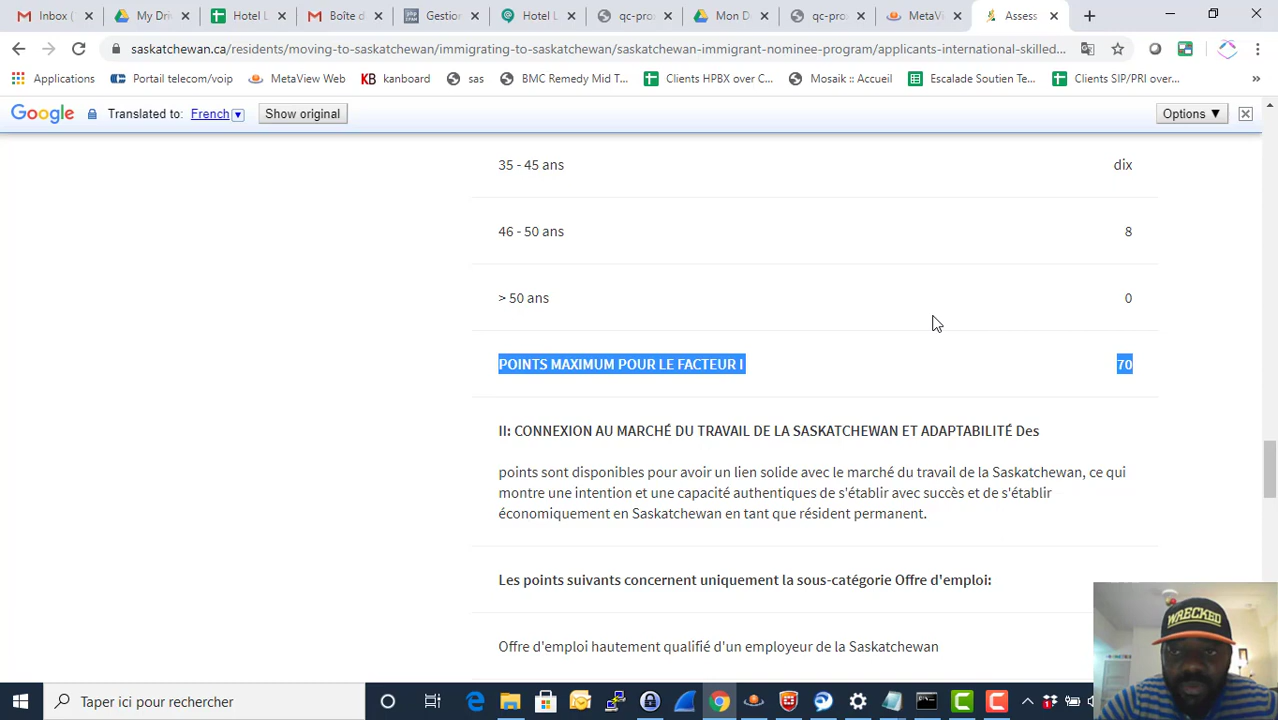 Inbox (
My Driv
Hotel L
Boîte d
Gestion
Hotel L
qc-pros
Mon D
qc-pros
MetaVi
Assess
saskatchewan.ca/residents/moving-to-saskatchewan/immigrating-to-saskatchewan/saskatchewan-immigrant-nominee-program/applicants-international-skilled...
Applications
Portail telecom/voip
MetaView Web
KB kanboard
sas
BMC Remedy Mid T...
Clients HPBX over C...
Mosaik :: Accueil
Escalade Soutien Te...
Clients SIP/PRI over...
»
Google Translated to: French Show original Options ▼
35 - 45 ans dix
46 - 50 ans 8
> 50 ans 0
POINTS MAXIMUM POUR LE FACTEUR I 70
II: CONNEXION AU MARCHÉ DU TRAVAIL DE LA SASKATCHEWAN ET ADAPTABILITÉ Des
points sont disponibles pour avoir un lien solide avec le marché du travail de la Saskatchewan, ce qui
montre une intention et une capacité authentiques de s'établir avec succès et de s'établir
économiquement en Saskatchewan en tant que résident permanent.
Les points suivants concernent uniquement la sous-catégorie Offre d'emploi:
Offre d'emploi hautement qualifié d'un employeur de la Saskatchewan
WRECKED
Taper ici pour rechercher